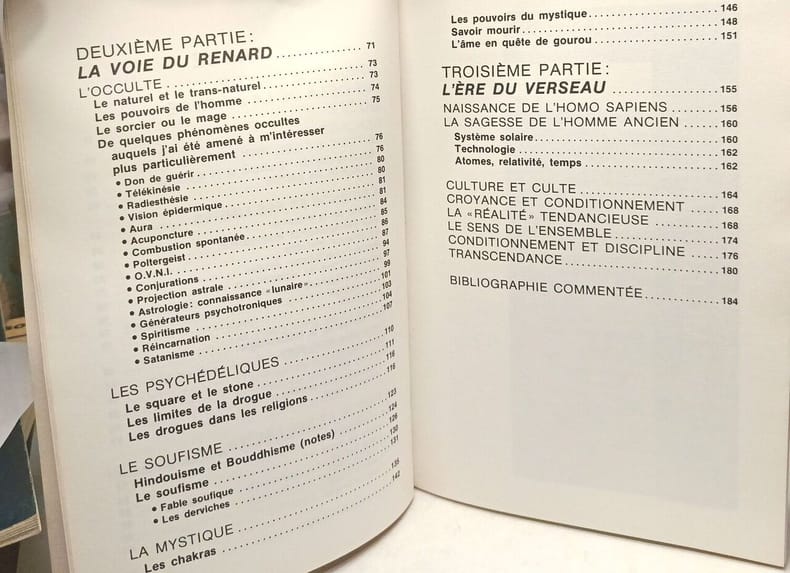 DEUXIÈME PARTIE :
LA VOIE DU RENARD .......... 71
L'OCCULTE .......... 73
Le naturel et le trans-naturel .......... 73
Les pouvoirs de l'homme .......... 74
Le sorcier ou le mage .......... 75
De quelques phénomènes occultes
auquels j'ai été amené à m'intéresser
plus particulièrement .......... 76
• Don de guérir .......... 76
• Télékinésie .......... 80
• Radiesthésie .......... 80
• Vision épidermique .......... 81
• Aura .......... 81
• Acuponcture .......... 84
• Combustion spontanée .......... 85
• Poltergeist .......... 86
• O.V.N.I. .......... 87
• Conjurations .......... 94
• Projection astrale .......... 97
• Astrologie : connaissance «lunaire» .......... 99
• Générateurs psychotroniques .......... 101
• Spiritisme .......... 103
• Réincarnation .......... 104
• Satanisme .......... 107
LES PSYCHÉDÉLIQUES .......... 110
Le square et le stone .......... 111
Les limites de la drogue .......... 116
Les drogues dans les religions .......... 116
LE SOUFISME .......... 123
Hindouisme et Bouddhisme (notes) .......... 124
Le soufisme .......... 126
• Fable soufique .......... 130
• Les derviches .......... 131
LA MYSTIQUE .......... 135
Les chakras .......... 142
Les pouvoirs du mystique .......... 146
Savoir mourir .......... 148
L'âme en quête de gourou .......... 151
TROISIÈME PARTIE :
L'ÈRE DU VERSEAU .......... 155
NAISSANCE DE L'HOMO SAPIENS .......... 156
LA SAGESSE DE L'HOMME ANCIEN .......... 160
Système solaire .......... 160
Technologie .......... 162
Atomes, relativité, temps .......... 162
CULTURE ET CULTE .......... 164
CROYANCE ET CONDITIONNEMENT .......... 168
LA «RÉALITÉ» TENDANCIEUSE .......... 168
LE SENS DE L'ENSEMBLE .......... 174
CONDITIONNEMENT ET DISCIPLINE .......... 176
TRANSCENDANCE .......... 180
BIBLIOGRAPHIE COMMENTÉE .......... 184